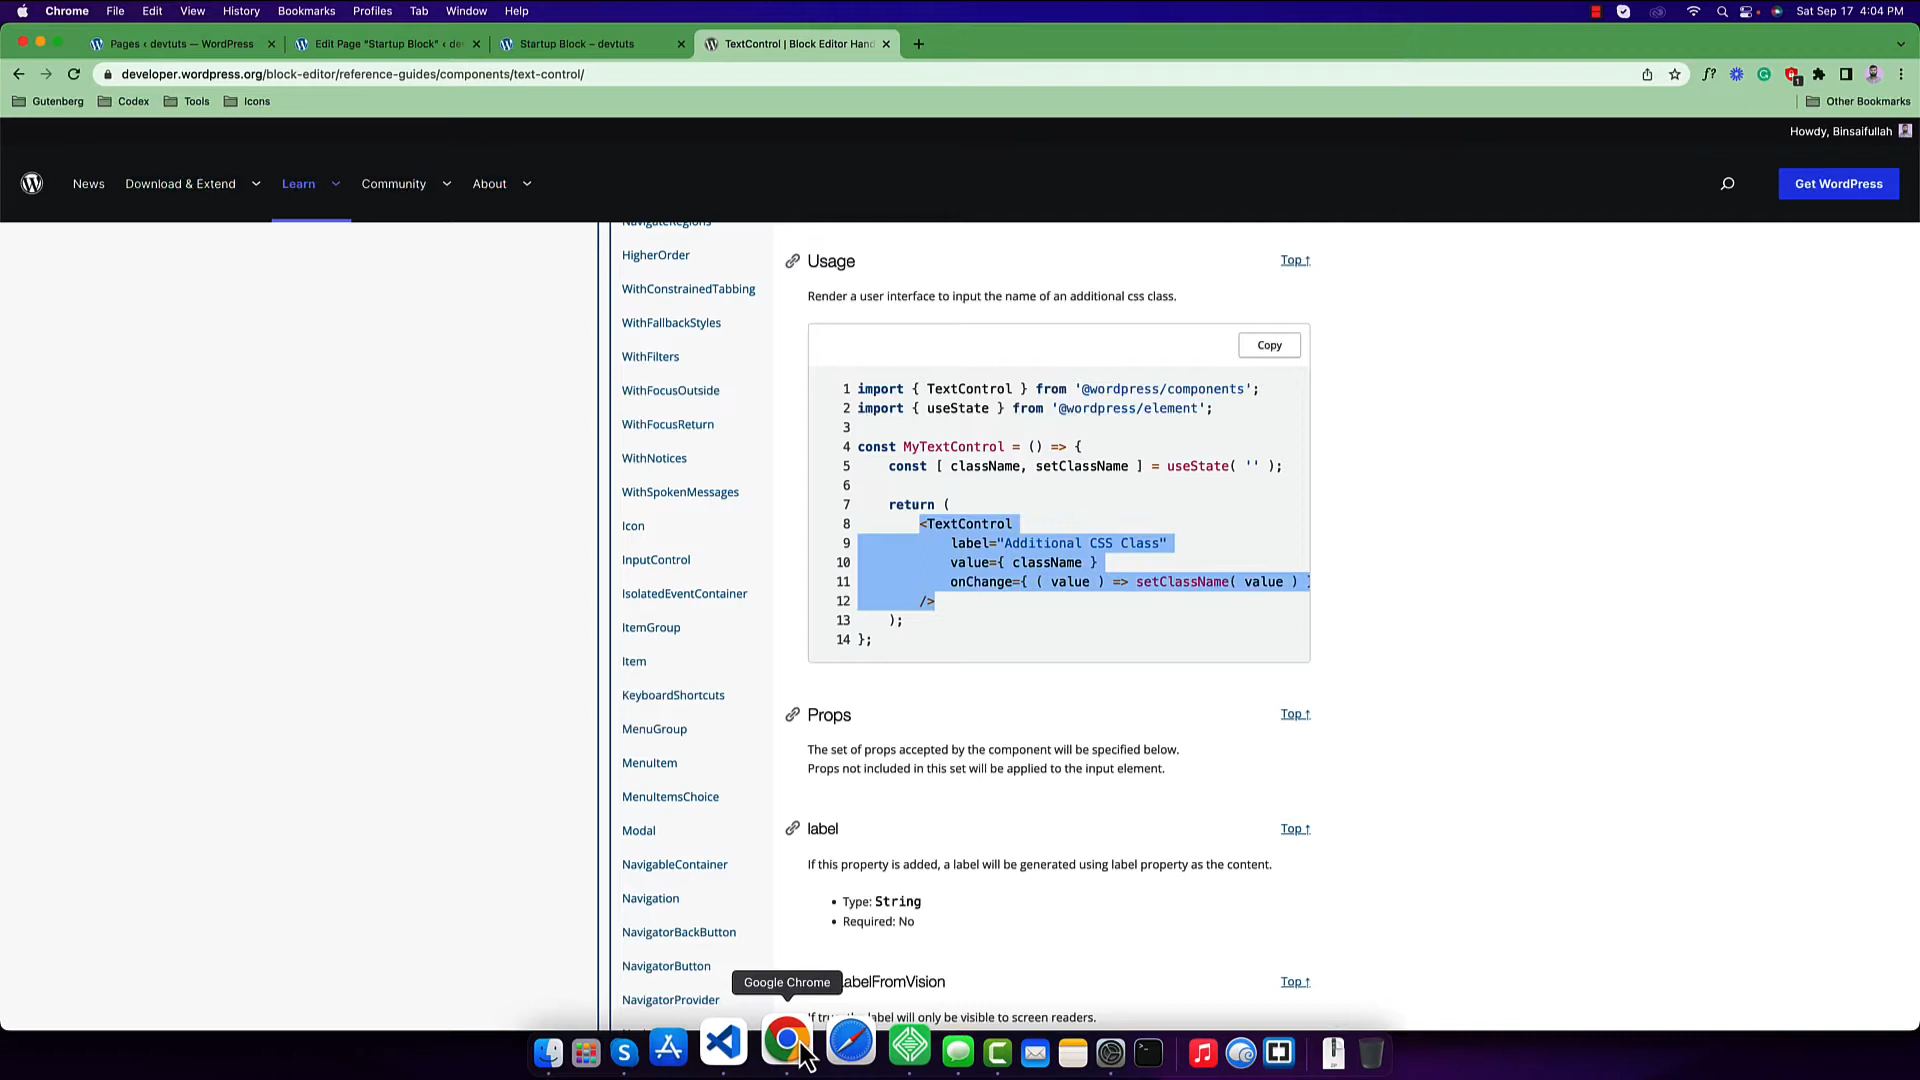 Chrome File Edit View History Bookmarks Profiles Tab Window Help
Sat Sep 17 4:04 PM
Pages ‹ devtuts — WordPress
Edit Page "Startup Block" ‹ de
Startup Block – devtuts
TextControl | Block Editor Han
developer.wordpress.org/block-editor/reference-guides/components/text-control/
f?
1
Gutenberg Codex Tools Icons
Other Bookmarks
Howdy, Binsaifullah
News Download & Extend Learn Community About
Get WordPress
NavigateRegions
HigherOrder
WithConstrainedTabbing
WithFallbackStyles
WithFilters
WithFocusOutside
WithFocusReturn
WithNotices
WithSpokenMessages
Icon
InputControl
IsolatedEventContainer
ItemGroup
Item
KeyboardShortcuts
MenuGroup
MenuItem
MenuItemsChoice
Modal
NavigableContainer
Navigation
NavigatorBackButton
NavigatorButton
NavigatorProvider
Usage
Top ↑
Render a user interface to input the name of an additional css class.
Copy
1 import { TextControl } from '@wordpress/components';
2 import { useState } from '@wordpress/element';
3
4 const MyTextControl = () => {
5 const [ className, setClassName ] = useState( '' );
6
7 return (
8 <TextControl
9 label="Additional CSS Class"
10 value={ className }
11 onChange={ ( value ) => setClassName( value ) }
12 />
13 );
14 };
Props
Top ↑
The set of props accepted by the component will be specified below.
Props not included in this set will be applied to the input element.
label
Top ↑
If this property is added, a label will be generated using label property as the content.
• Type: String
• Required: No
abelFromVision
Top ↑
If tru label will only be visible to screen readers.
Google Chrome